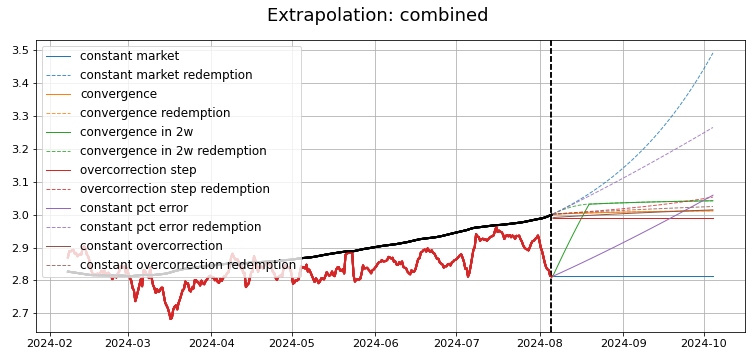 Extrapolation: combined
3.5
3.4
3.3
3.2
3.1
3.0
2.9
2.8
2.7
constant market
constant market redemption
convergence
convergence redemption
convergence in 2w
convergence in 2w redemption
overcorrection step
overcorrection step redemption
constant pct error
constant pct error redemption
constant overcorrection
constant overcorrection redemption
2024-02 2024-03 2024-04 2024-05 2024-06 2024-07 2024-08 2024-09 2024-10